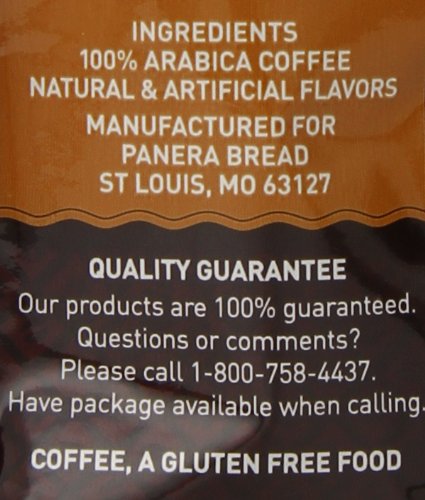 INGREDIENTS
100% ARABICA COFFEE
NATURAL & ARTIFICIAL FLAVORS
MANUFACTURED FOR
PANERA BREAD
ST LOUIS, MO 63127
QUALITY GUARANTEE
Our products are 100% guaranteed.
Questions or comments?
Please call 1-800-758-4437.
Have package available when calling.
COFFEE, A GLUTEN FREE FOOD